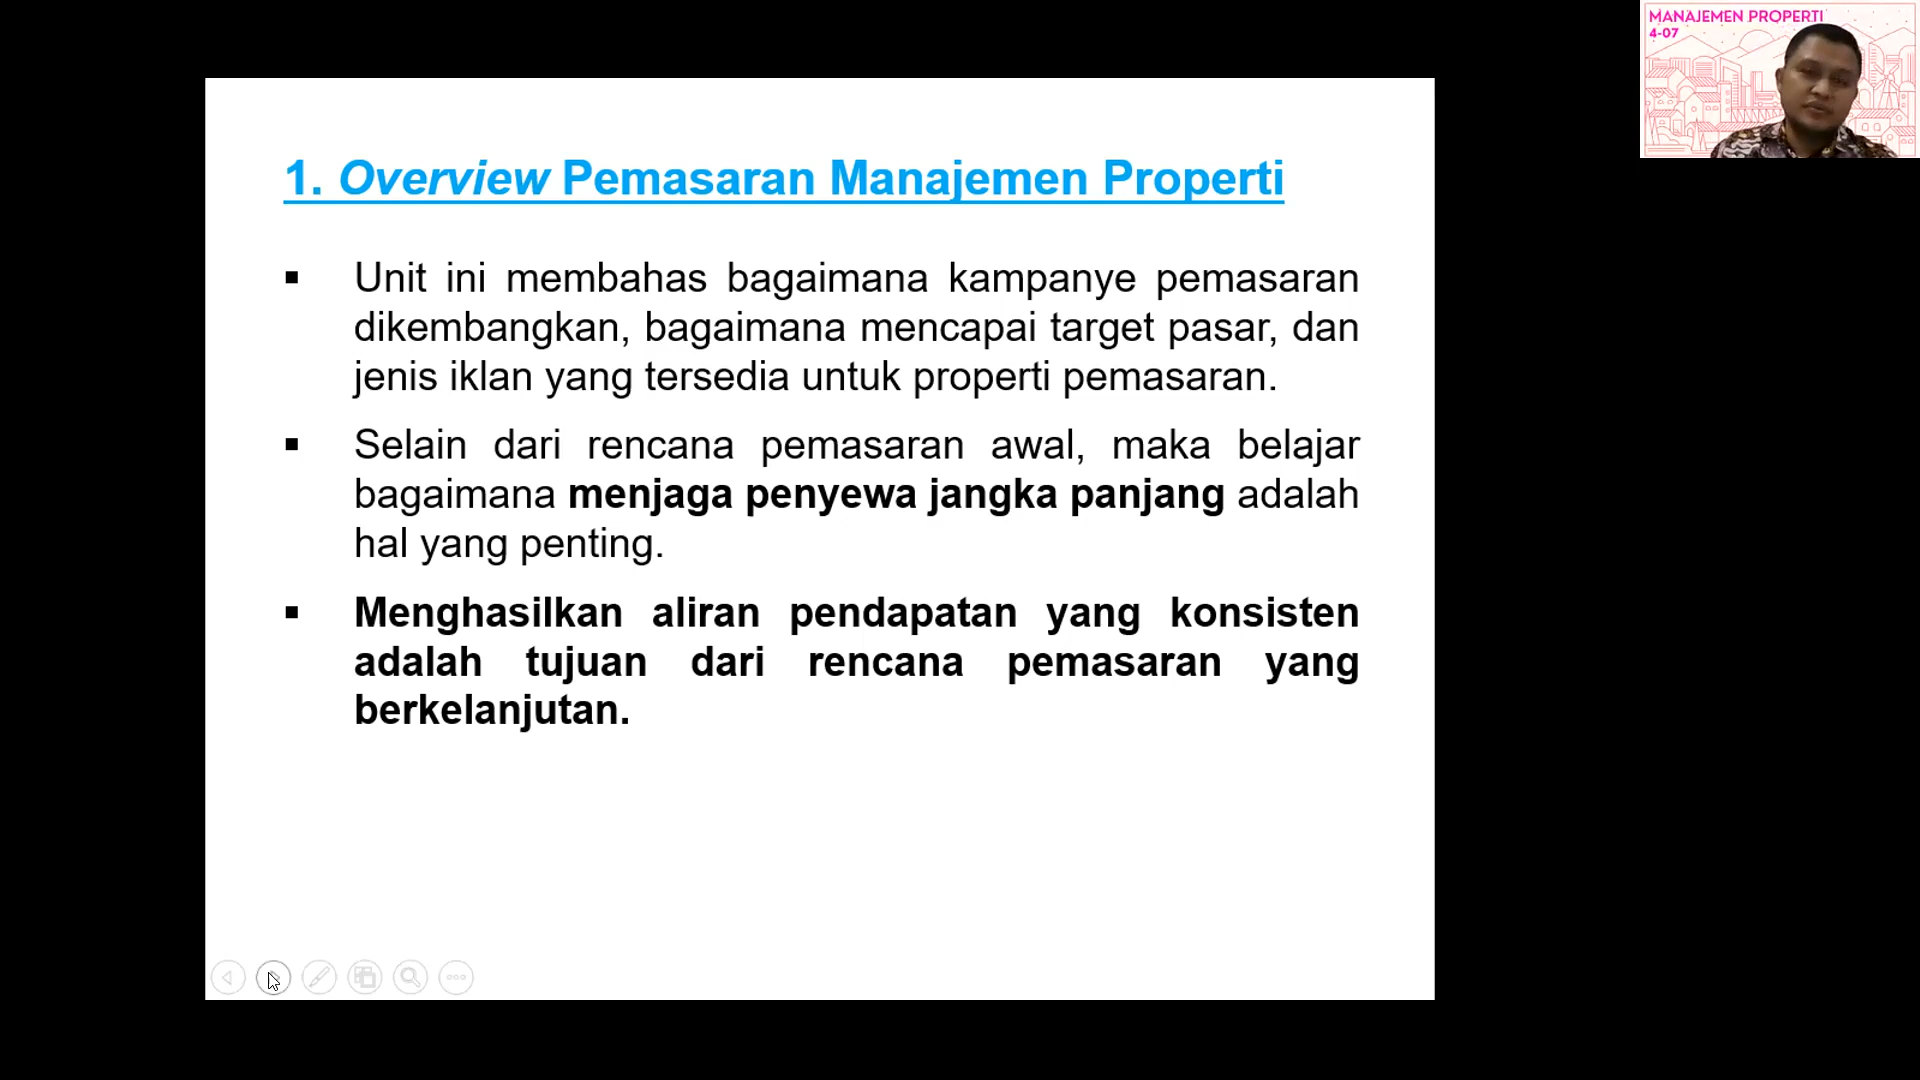 MANAJEMEN PROPERTI
4-07
1. Overview Pemasaran Manajemen Properti
▪ Unit ini membahas bagaimana kampanye pemasaran
dikembangkan, bagaimana mencapai target pasar, dan
jenis iklan yang tersedia untuk properti pemasaran.
▪ Selain dari rencana pemasaran awal, maka belajar
bagaimana menjaga penyewa jangka panjang adalah
hal yang penting.
▪ Menghasilkan aliran pendapatan yang konsisten
adalah tujuan dari rencana pemasaran yang
berkelanjutan.